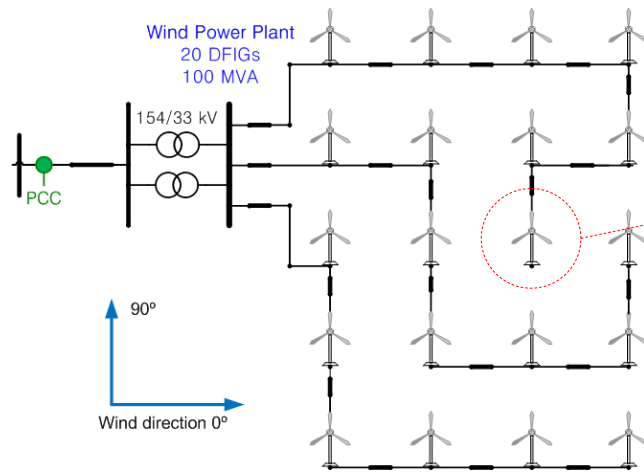 Wind Power Plant
20 DFIGs
100 MVA
154/33 kV
PCC
90º
Wind direction 0º